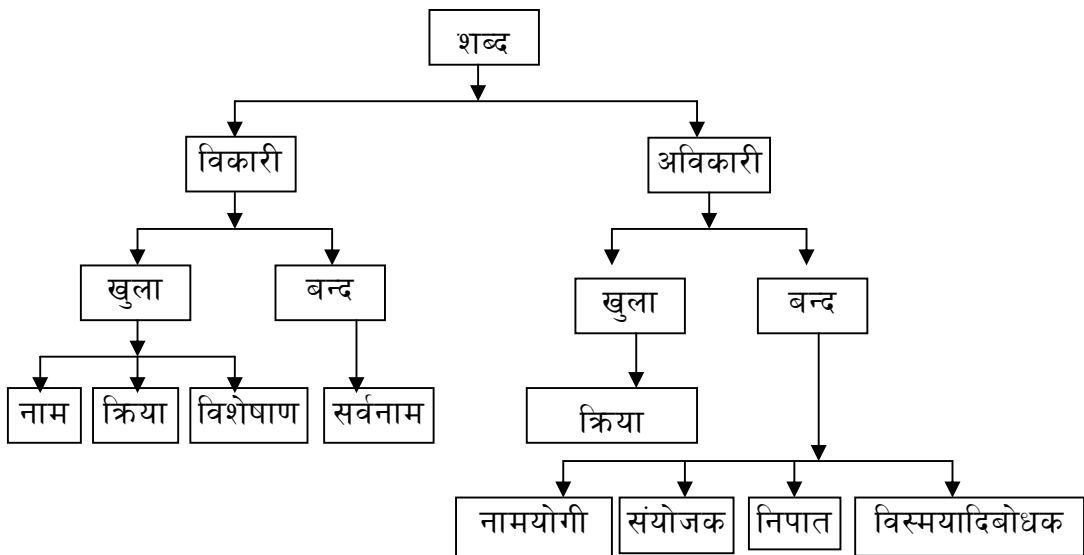 शब्द
विकारी
अविकारी
खुला
बन्द
खुला
बन्द
नाम
क्रिया
विशेषाण
सर्वनाम
क्रिया
नामयोगी
संयोजक
निपात
विस्मयादिबोधक